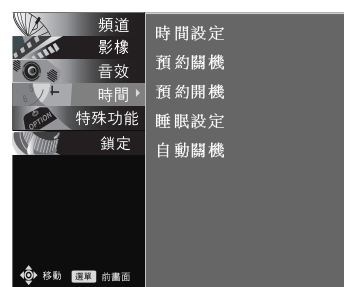 頻道
影像
音效
時間
特殊功能
OPTION
鎖定
時間設定
預約關機
預約開機
睡眠設定
自動關機
移動 選單 前畫面